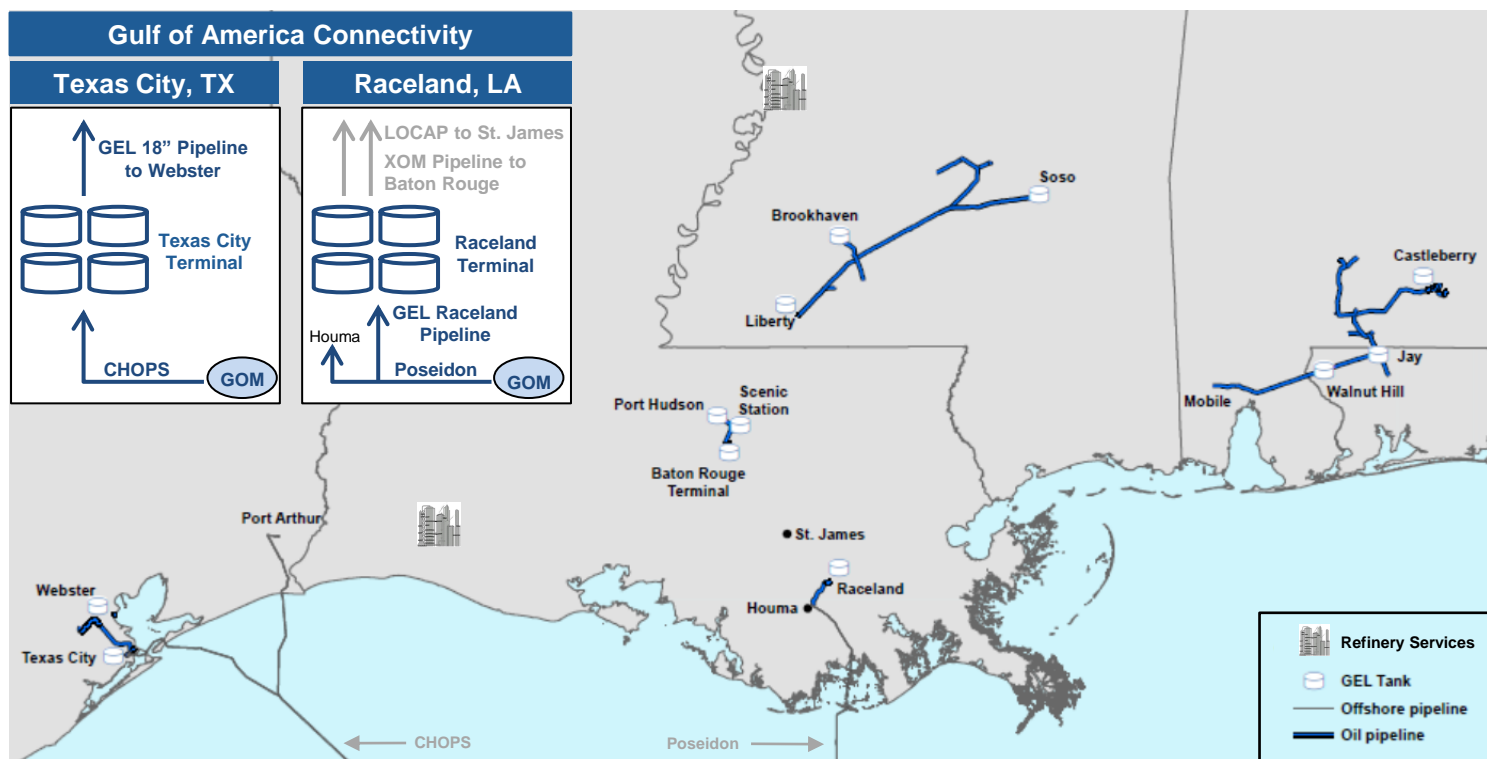 Gulf of America Connectivity
Texas City, TX
GEL 18” Pipeline
to Webster
Texas City
Terminal
CHOPS
GOM
Raceland, LA
LOCAP to St. James
XOM Pipeline to
Baton Rouge
Raceland
Terminal
GEL Raceland
Pipeline
Houma
Poseidon
GOM
Soso
Brookhaven
Liberty
Castleberry
Jay
Walnut Hill
Mobile
Port Hudson
Scenic
Station
Baton Rouge
Terminal
Port Arthur
St. James
Raceland
Houma
Webster
Texas City
CHOPS
Poseidon
Refinery Services
GEL Tank
Offshore pipeline
Oil pipeline